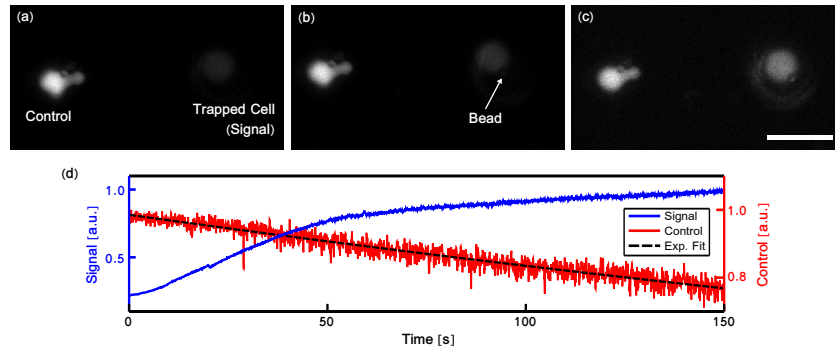 (a)
Control
Trapped Cell
(Signal)
(b)
Bead
(c)
(d)
Signal [a.u.]
1.0
0.5
Signal
Control
Exp. Fit
1.0
0.8
Control [a.u.]
0
50
100
150
Time [s]